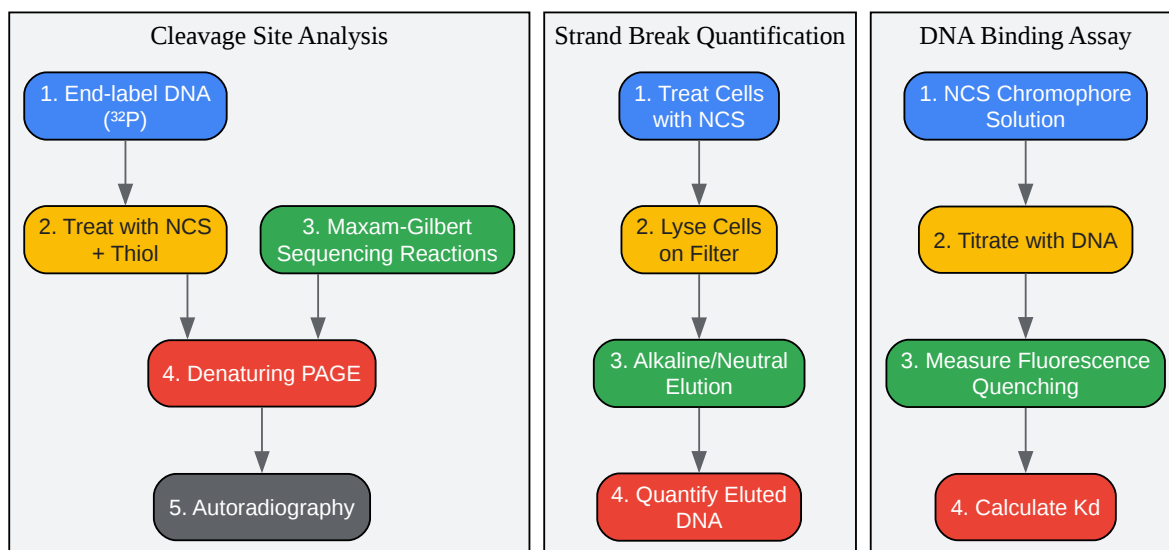 Cleavage Site Analysis
1. End-label DNA
(³²P)
2. Treat with NCS
+ Thiol
3. Maxam-Gilbert
Sequencing Reactions
4. Denaturing PAGE
5. Autoradiography
Strand Break Quantification
1. Treat Cells
with NCS
2. Lyse Cells
on Filter
3. Alkaline/Neutral
Elution
4. Quantify Eluted
DNA
DNA Binding Assay
1. NCS Chromophore
Solution
2. Titrate with DNA
3. Measure Fluorescence
Quenching
4. Calculate Kd